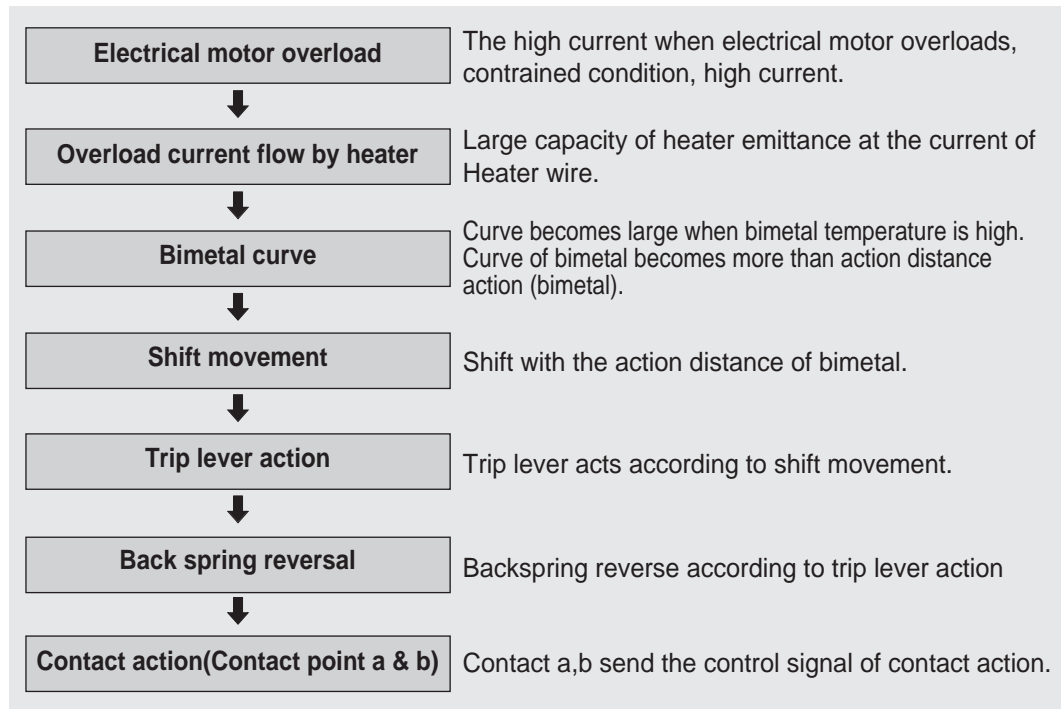 Electrical motor overload
The high current when electrical motor overloads,
contrained condition, high current.
Overload current flow by heater
Large capacity of heater emittance at the current of
Heater wire.
Bimetal curve
Curve becomes large when bimetal temperature is high.
Curve of bimetal becomes more than action distance
action (bimetal).
Shift movement
Shift with the action distance of bimetal.
Trip lever action
Trip lever acts according to shift movement.
Back spring reversal
Backspring reverse according to trip lever action
Contact action(Contact point a & b)
Contact a,b send the control signal of contact action.